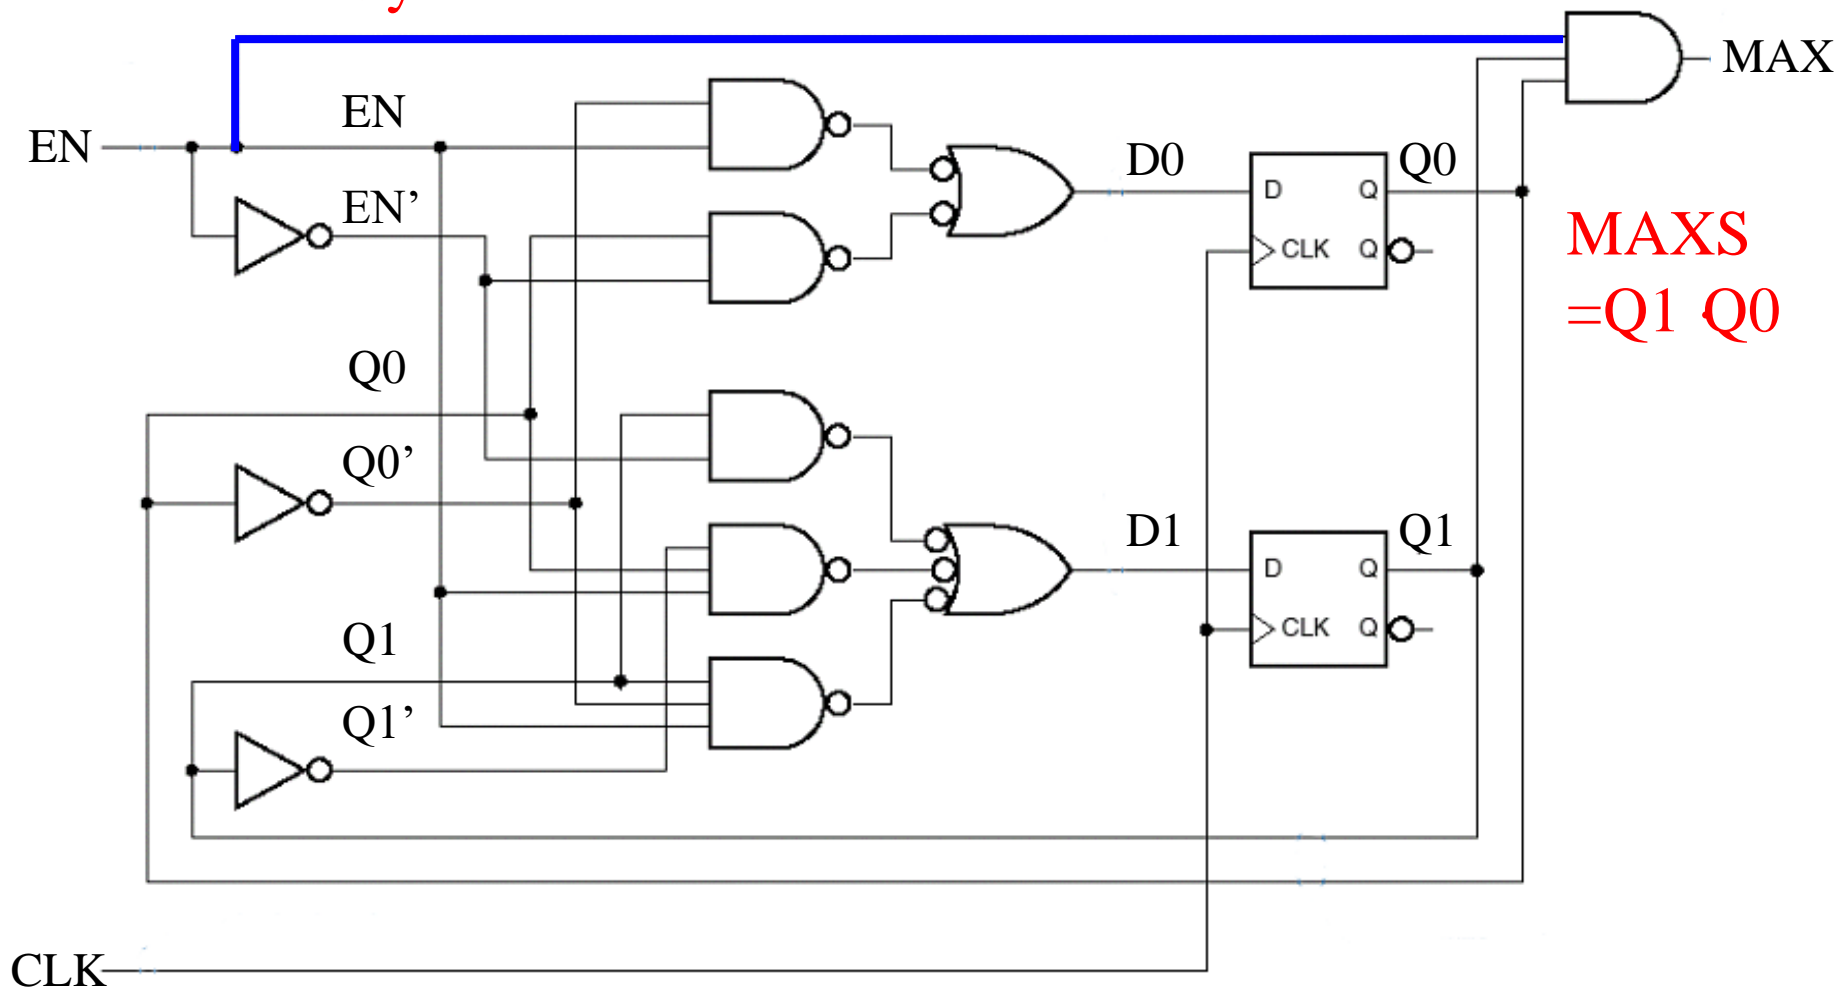 MAX
EN
EN
EN’
D0
Q0
D Q
CLK Q
MAXS
=Q1 · Q0
Q0
Q0’
D1
Q1
D Q
CLK Q
Q1
Q1’
CLK